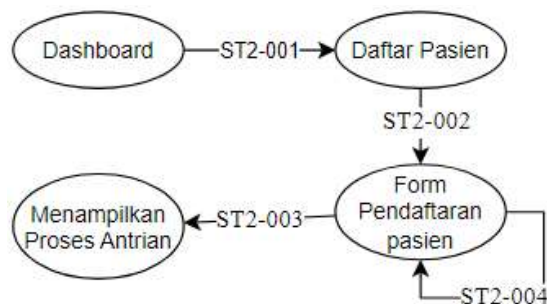 Dashboard
ST2-001
Daftar Pasien
ST2-002
Form
Pendaftaran
pasien
ST2-003
Menampilkan
Proses Antrian
ST2-004